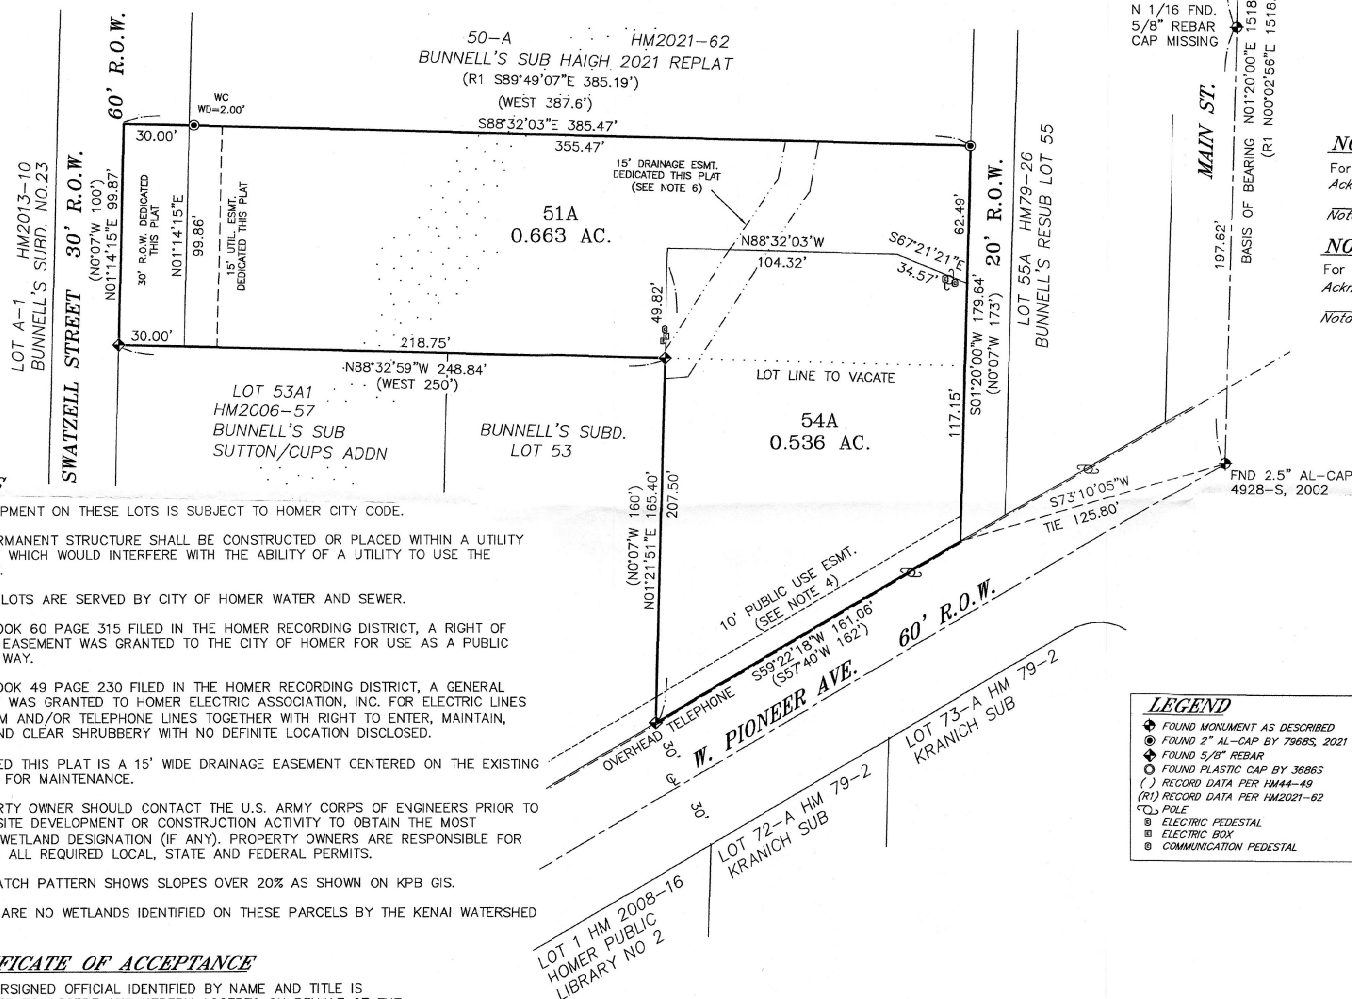 N 1/16 FND.
5/8" REBAR
CAP MISSING
MAIN ST.
197.62'
BASIS OF BEARING N01°20'00"E 1518
(R1 N00°02'56"E 1518.
60' R.O.W.
50-A HM2021-62
BUNNELL'S SUB HAIGH 2021 REPLAT
(R1 S89°49'07"E 385.19')
(WEST 387.6')
S88°32'03"E 385.47'
355.47'
WC
WD=2.00'
30.00'
LOT A-1 HM2013-10
BUNNELL'S SUBD. NO.23
SWATZELL STREET 30' R.O.W.
(N0°07'W 100')
N01°14'15"E 99.87'
30' R.O.W. DEDICATED
THIS PLAT
N01°14'15"E
99.86'
15' UTIL. ESMT.
DEDICATED THIS PLAT
51A
0.663 AC.
15' DRAINAGE ESMT.
DEDICATED THIS PLAT
(SEE NOTE 6)
N88°32'03"W
104.32'
S67°21'21"E
34.57'
62.49'
49.82'
20' R.O.W.
LOT 55A HM79-26
BUNNELL'S RESUB LOT 55
S01°20'00"W 179.64'
(N0°07'W 173')
117.15'
30.00'
218.75'
N88°32'59"W 248.84'
(WEST 250')
LOT LINE TO VACATE
54A
0.536 AC.
LOT 53A1
HM2006-57
BUNNELL'S SUB
SUTTON/CUPS ADDN
BUNNELL'S SUBD.
LOT 53
(N0°07'W 160')
N01°21'51"E 165.40'
207.50'
S73°10'05"W
TIE 125.80'
FND 2.5" AL-CAP
4928-S, 2002
10' PUBLIC USE ESMT.
(SEE NOTE 4)
S59°22'18"W 161.06'
(S57°40'W 162')
OVERHEAD TELEPHONE
W. PIONEER AVE. 60' R.O.W.
30'
30'
LOT 73-A HM 79-2
KRANICH SUB
LOT 72-A HM 79-2
KRANICH SUB
LOT 1 HM 2008-16
HOMER PUBLIC
LIBRARY NO 2
S
PMENT ON THESE LOTS IS SUBJECT TO HOMER CITY CODE.
RMANENT STRUCTURE SHALL BE CONSTRUCTED OR PLACED WITHIN A UTILITY
WHICH WOULD INTERFERE WITH THE ABILITY OF A UTILITY TO USE THE
LOTS ARE SERVED BY CITY OF HOMER WATER AND SEWER.
OOK 60 PAGE 315 FILED IN THE HOMER RECORDING DISTRICT, A RIGHT OF
EASEMENT WAS GRANTED TO THE CITY OF HOMER FOR USE AS A PUBLIC
WAY.
OOK 49 PAGE 230 FILED IN THE HOMER RECORDING DISTRICT, A GENERAL
WAS GRANTED TO HOMER ELECTRIC ASSOCIATION, INC. FOR ELECTRIC LINES
M AND/OR TELEPHONE LINES TOGETHER WITH RIGHT TO ENTER, MAINTAIN,
ND CLEAR SHRUBBERY WITH NO DEFINITE LOCATION DISCLOSED.
ED THIS PLAT IS A 15' WIDE DRAINAGE EASEMENT CENTERED ON THE EXISTING
FOR MAINTENANCE.
RTY OWNER SHOULD CONTACT THE U.S. ARMY CORPS OF ENGINEERS PRIOR TO
SITE DEVELOPMENT OR CONSTRUCTION ACTIVITY TO OBTAIN THE MOST
WETLAND DESIGNATION (IF ANY). PROPERTY OWNERS ARE RESPONSIBLE FOR
ALL REQUIRED LOCAL, STATE AND FEDERAL PERMITS.
ATCH PATTERN SHOWS SLOPES OVER 20% AS SHOWN ON KPB GIS.
ARE NO WETLANDS IDENTIFIED ON THESE PARCELS BY THE KENAI WATERSHED
FICATE OF ACCEPTANCE
ERSIGNED OFFICIAL IDENTIFIED BY NAME AND TITLE IS
LEGEND
FOUND MONUMENT AS DESCRIBED
FOUND 2" AL-CAP BY 7968S, 2021
FOUND 5/8" REBAR
FOUND PLASTIC CAP BY 3686S
( ) RECORD DATA PER HM44-49
(R1) RECORD DATA PER HM2021-62
POLE
ELECTRIC PEDESTAL
ELECTRIC BOX
COMMUNICATION PEDESTAL
NO
For
Ack
Not
NO
For
Ackr
Noto